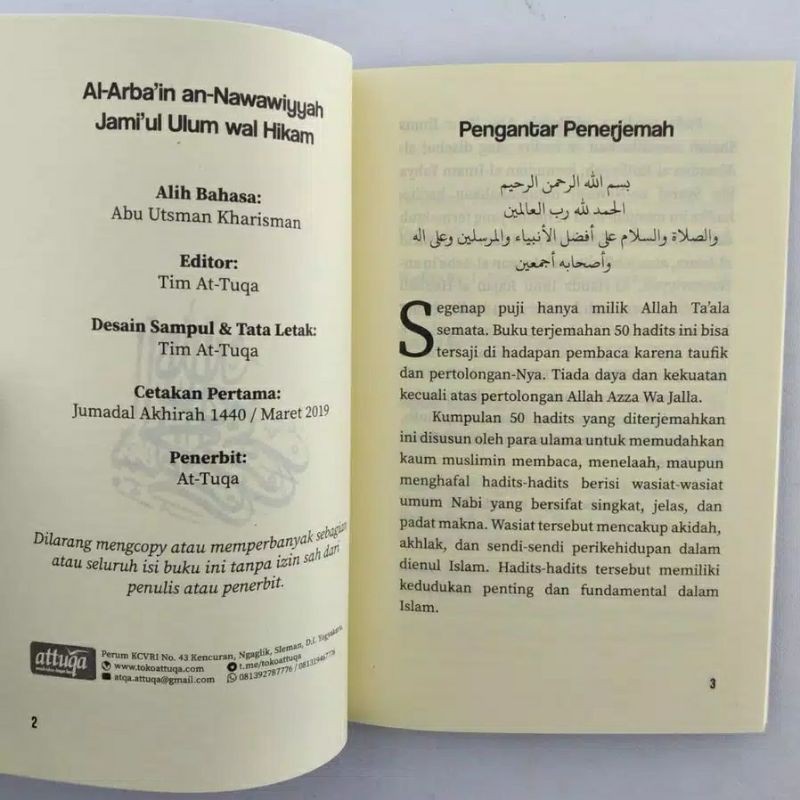 Al-Arba'in an-Nawawiyyah
Jami'ul Ulum wal Hikam
Alih Bahasa:
Abu Utsman Kharisman
Editor:
Tim At-Tuqa
Desain Sampul & Tata Letak:
Tim At-Tuqa
Cetakan Pertama:
Jumadal Akhirah 1440 / Maret 2019
Penerbit:
At-Tuqa
Dilarang mengcopy atau memperbanyak sebagian
atau seluruh isi buku ini tanpa izin sah dari
penulis atau penerbit.
attuqa
Perum KCVRI No. 43 Kencuran, Ngaglik, Sleman, D.I. Yogyakarta
www.tokoattuqa.com t.me/tokoattuqa
atqa.attuqa@gmail.com 081392787776 / 081319467776
2
Pengantar Penerjemah
بسم الله الرحمن الرحيم
الحمد لله رب العالمين
والصلاة والسلام على أفضل الأنبياء والمرسلين وعلى اله
وأصحابه أجمعين
Segenap puji hanya milik Allah Ta'ala
semata. Buku terjemahan 50 hadits ini bisa
tersaji di hadapan pembaca karena taufik
dan pertolongan-Nya. Tiada daya dan kekuatan
kecuali atas pertolongan Allah Azza Wa Jalla.
Kumpulan 50 hadits yang diterjemahkan
ini disusun oleh para ulama untuk memudahkan
kaum muslimin membaca, menelaah, maupun
menghafal hadits-hadits berisi wasiat-wasiat
umum Nabi yang bersifat singkat, jelas, dan
padat makna. Wasiat tersebut mencakup akidah,
akhlak, dan sendi-sendi perikehidupan dalam
dienul Islam. Hadits-hadits tersebut memiliki
kedudukan penting dan fundamental dalam
Islam.
3